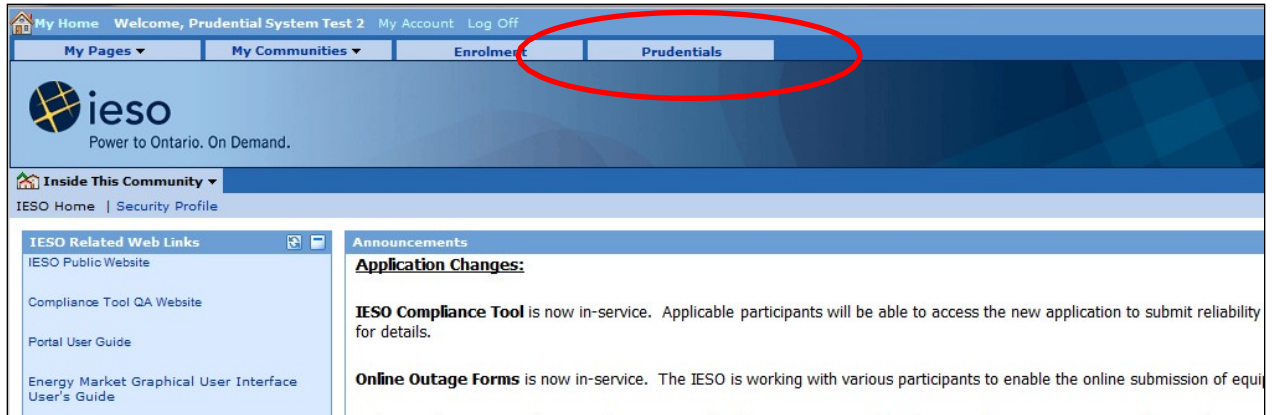 My Home Welcome, Prudential System Test 2 My Account Log Off
My Pages My Communities Enrolment Prudentials
ieso
Power to Ontario. On Demand.
Inside This Community
IESO Home | Security Profile
IESO Related Web Links
IESO Public Website
Compliance Tool QA Website
Portal User Guide
Energy Market Graphical User Interface
User's Guide
Announcements
Application Changes:
IESO Compliance Tool is now in-service. Applicable participants will be able to access the new application to submit reliability
for details.
Online Outage Forms is now in-service. The IESO is working with various participants to enable the online submission of equi